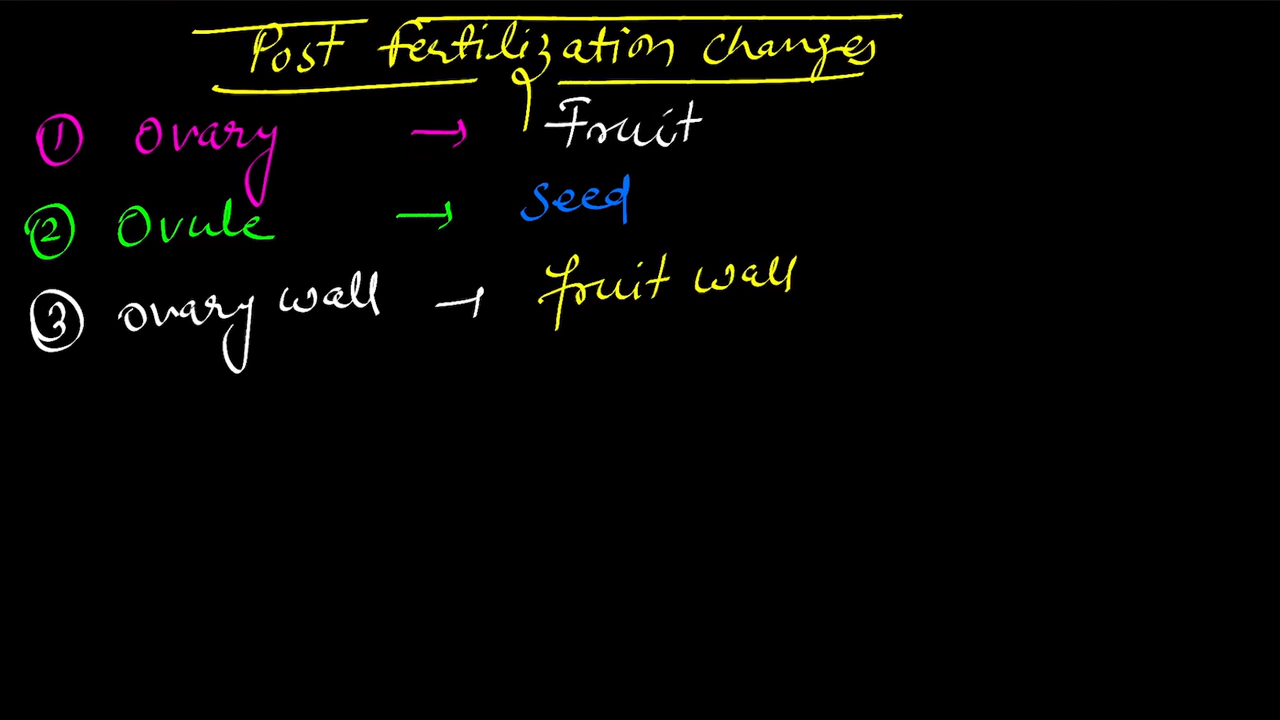 Post fertilization changes
① Ovary → Fruit
② Ovule → Seed
③ Ovary wall → fruit wall